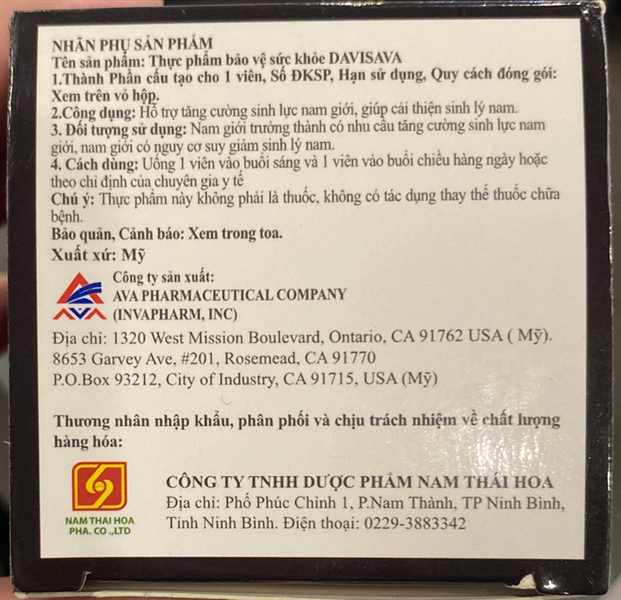 NHÃN PHỤ SẢN PHẨM
Tên sản phẩm: Thực phẩm bảo vệ sức khỏe DAVISAVA
1.Thành Phần cấu tạo cho 1 viên, Số ĐKSP, Hạn sử dụng, Quy cách đóng gói:
Xem trên vỏ hộp.
2.Công dụng: Hỗ trợ tăng cường sinh lực nam giới, giúp cải thiện sinh lý nam.
3. Đối tượng sử dụng: Nam giới trưởng thành có nhu cầu tăng cường sinh lực nam
giới, nam giới có nguy cơ suy giảm sinh lý nam.
4. Cách dùng: Uống 1 viên vào buổi sáng và 1 viên vào buổi chiều hàng ngày hoặc
theo chỉ định của chuyên gia y tế
Chú ý: Thực phẩm này không phải là thuốc, không có tác dụng thay thế thuốc chữa
bệnh.
Bảo quản, Cảnh báo: Xem trong toa.
Xuất xứ: Mỹ
AVA
Công ty sản xuất:
AVA PHARMACEUTICAL COMPANY
(INVAPHARM, INC)
Địa chỉ: 1320 West Mission Boulevard, Ontario, CA 91762 USA ( Mỹ).
8653 Garvey Ave, #201, Rosemead, CA 91770
P.O.Box 93212, City of Industry, CA 91715, USA (Mỹ)
Thương nhân nhập khẩu, phân phối và chịu trách nhiệm về chất lượng
hàng hóa:
NAM THAI HOA
PHA. CO .,LTD
CÔNG TY TNHH DƯỢC PHẨM NAM THÁI HOA
Địa chỉ: Phố Phúc Chỉnh 1, P.Nam Thành, TP Ninh Bình,
Tỉnh Ninh Bình. Điện thoại: 0229-3883342